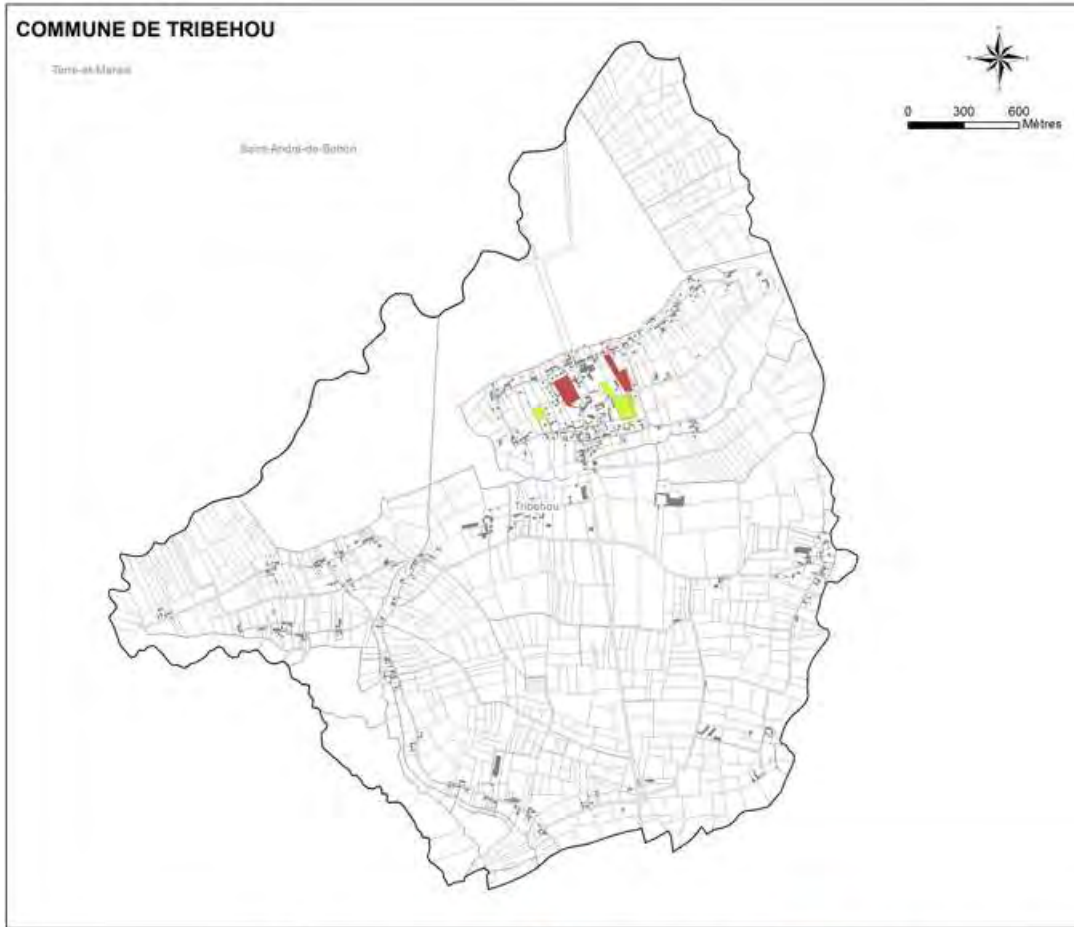 COMMUNE DE TRIBEHOU
Terre-et-Marais
Saint-André-de-Bohon
0 300 600
Mètres
Tribehou